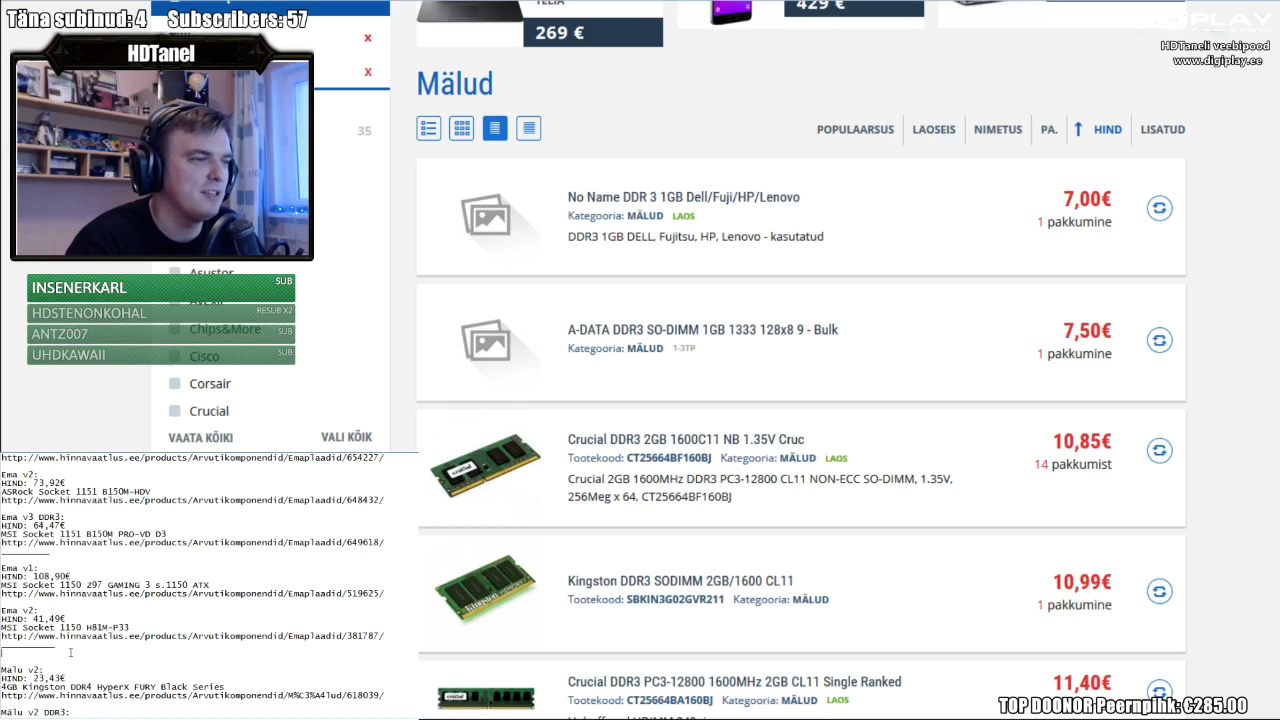 Täna subinud: 4 Subscribers: 57
HDTanel
x
x
35
INSENERKARL SUB
HDSTENONKOHAL RESUB X2
ANTZ007 SUB
UHDKAWAII SUB
Asustor
Chips&More
Cisco
Corsair
Crucial
VAATA KÕIKI VALI KÕIK
TELIA
269 €
429 €
HDTaneli veebipood
www.digiplay.ee
Mälud
POPULAARSUS LAOSEIS NIMETUS PA. HIND LISATUD
No Name DDR 3 1GB Dell/Fuji/HP/Lenovo
Kategooria: MÄLUD LAOS
DDR3 1GB DELL, Fujitsu, HP, Lenovo - kasutatud
7,00€
1 pakkumine
A-DATA DDR3 SO-DIMM 1GB 1333 128x8 9 - Bulk
Kategooria: MÄLUD 1-3TP
7,50€
1 pakkumine
Crucial DDR3 2GB 1600C11 NB 1.35V Cruc
Tootekood: CT25664BF160BJ Kategooria: MÄLUD LAOS
Crucial 2GB 1600MHz DDR3 PC3-12800 CL11 NON-ECC SO-DIMM, 1.35V,
256Meg x 64, CT25664BF160BJ
10,85€
14 pakkumist
Kingston DDR3 SODIMM 2GB/1600 CL11
Tootekood: SBKIN3G02GVR211 Kategooria: MÄLUD
10,99€
1 pakkumine
Crucial DDR3 PC3-12800 1600MHz 2GB CL11 Single Ranked
Tootekood: CT25664BA160BJ Kategooria: MÄLUD LAOS
11,40€
TOP DOONOR Peernpihk: €285.00
http://www.hinnavaatlus.ee/products/Arvutikomponendid/Emaplaadid/654227/
Ema v2:
HIND: 73,92€
ASRock Socket 1151 B150M-HDV
http://www.hinnavaatlus.ee/products/Arvutikomponendid/Emaplaadid/648432/
Ema v3 DDR3:
HIND: 64,47€
MSI Socket 1151 B150M PRO-VD D3
http://www.hinnavaatlus.ee/products/Arvutikomponendid/Emaplaadid/649618/
Ema v1:
HIND: 108,90€
MSI Socket 1150 Z97 GAMING 3 s.1150 ATX
http://www.hinnavaatlus.ee/products/Arvutikomponendid/Emaplaadid/519625/
Ema v2:
HIND: 41,49€
MSI Socket 1150 H81M-P33
http://www.hinnavaatlus.ee/products/Arvutikomponendid/Emaplaadid/381787/
Mälu v2:
HIND: 23,43€
4GB Kingston DDR4 HyperX FURY Black Series
http://www.hinnavaatlus.ee/products/Arvutikomponendid/M%C3%A4lud/618039/
Mälu v2 DDR3: